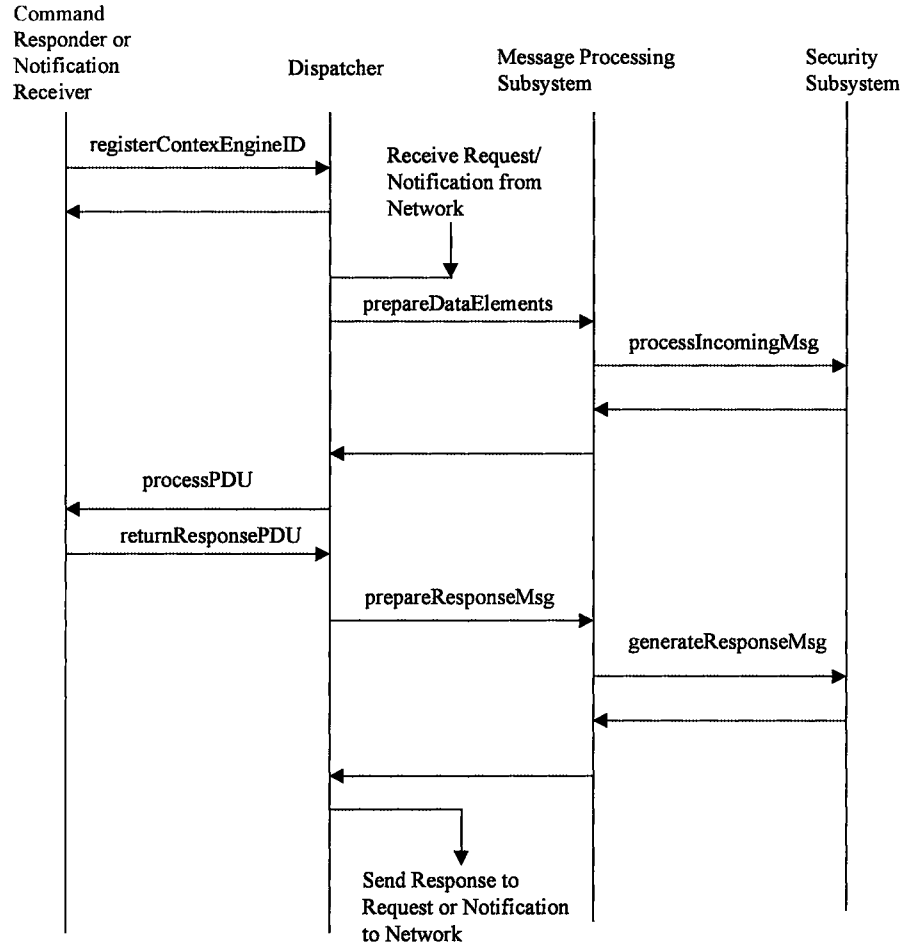 Command
Responder or
Notification
Receiver
Dispatcher
Message Processing
Subsystem
Security
Subsystem
registerContexEngineID
Receive Request/
Notification from
Network
prepareDataElements
processIncomingMsg
processPDU
returnResponsePDU
prepareResponseMsg
generateResponseMsg
Send Response to
Request or Notification
to Network